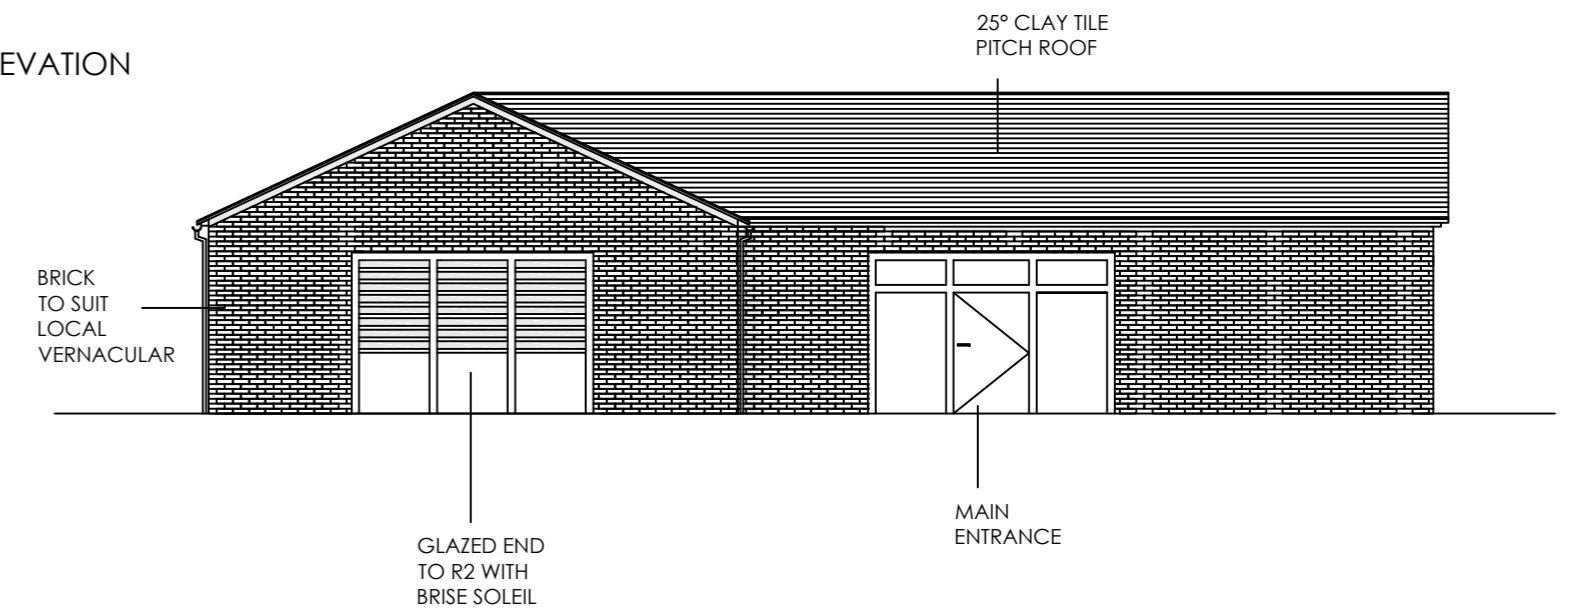 EVATION
25° CLAY TILE
PITCH ROOF
BRICK
TO SUIT
LOCAL
VERNACULAR
MAIN
ENTRANCE
GLAZED END
TO R2 WITH
BRISE SOLEIL